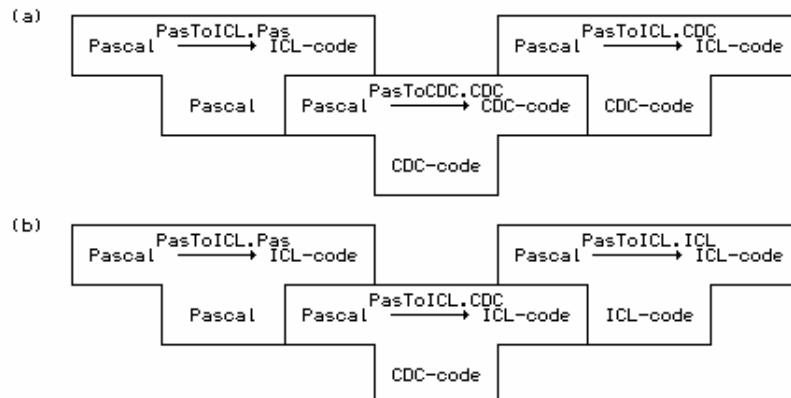 (a)
PasToICL.Pas PasToICL.CDC
Pascal ICL-code Pascal ICL-code
PasToCDC.CDC
Pascal Pascal CDC-code CDC-code
CDC-code
(b)
PasToICL.Pas PasToICL.ICL
Pascal ICL-code Pascal ICL-code
PasToICL.CDC
Pascal Pascal ICL-code ICL-code
CDC-code